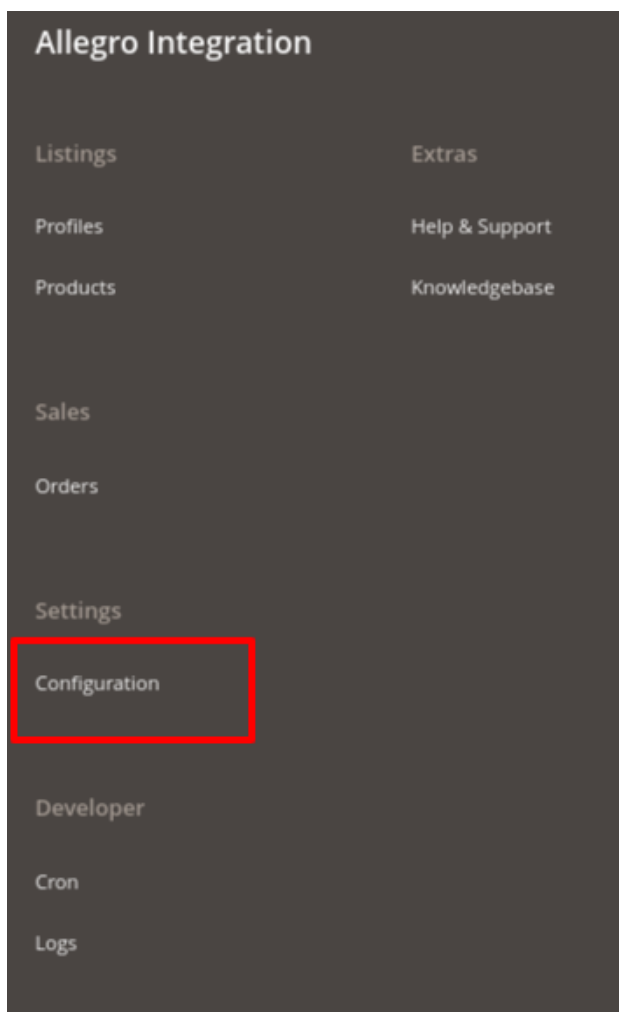 Allegro Integration
Listings
Profiles
Products
Sales
Orders
Settings
Configuration
Developer
Cron
Logs
Extras
Help & Support
Knowledgebase